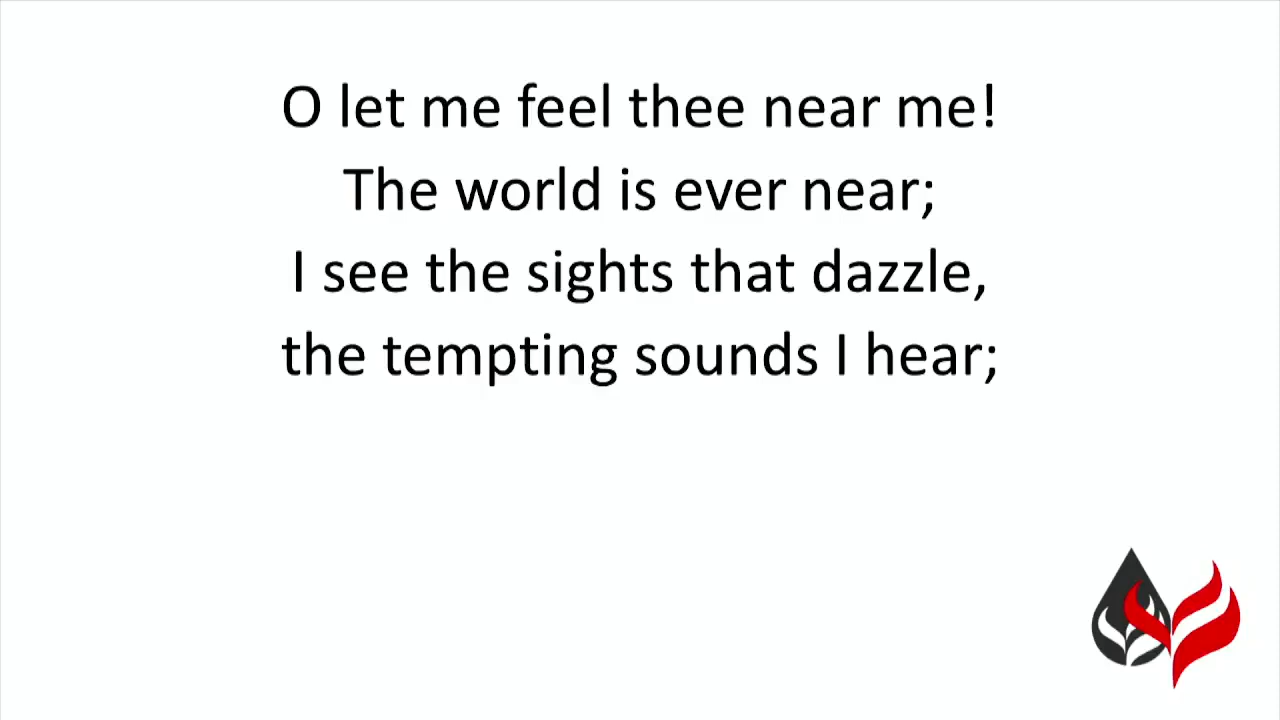 O let me feel thee near me!
The world is ever near;
I see the sights that dazzle,
the tempting sounds I hear;